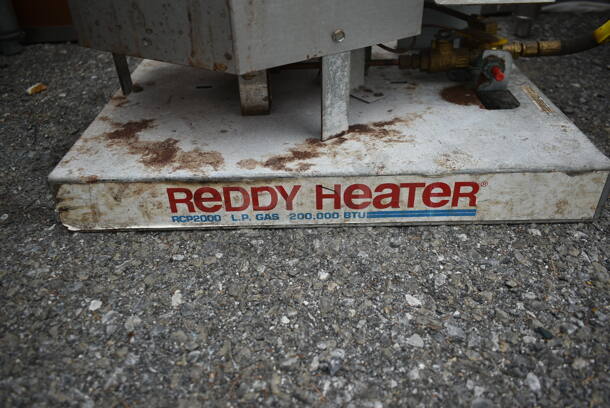 ReDDY HeaTeR®
RCP2000 L.P. GAS 200,000 BTU